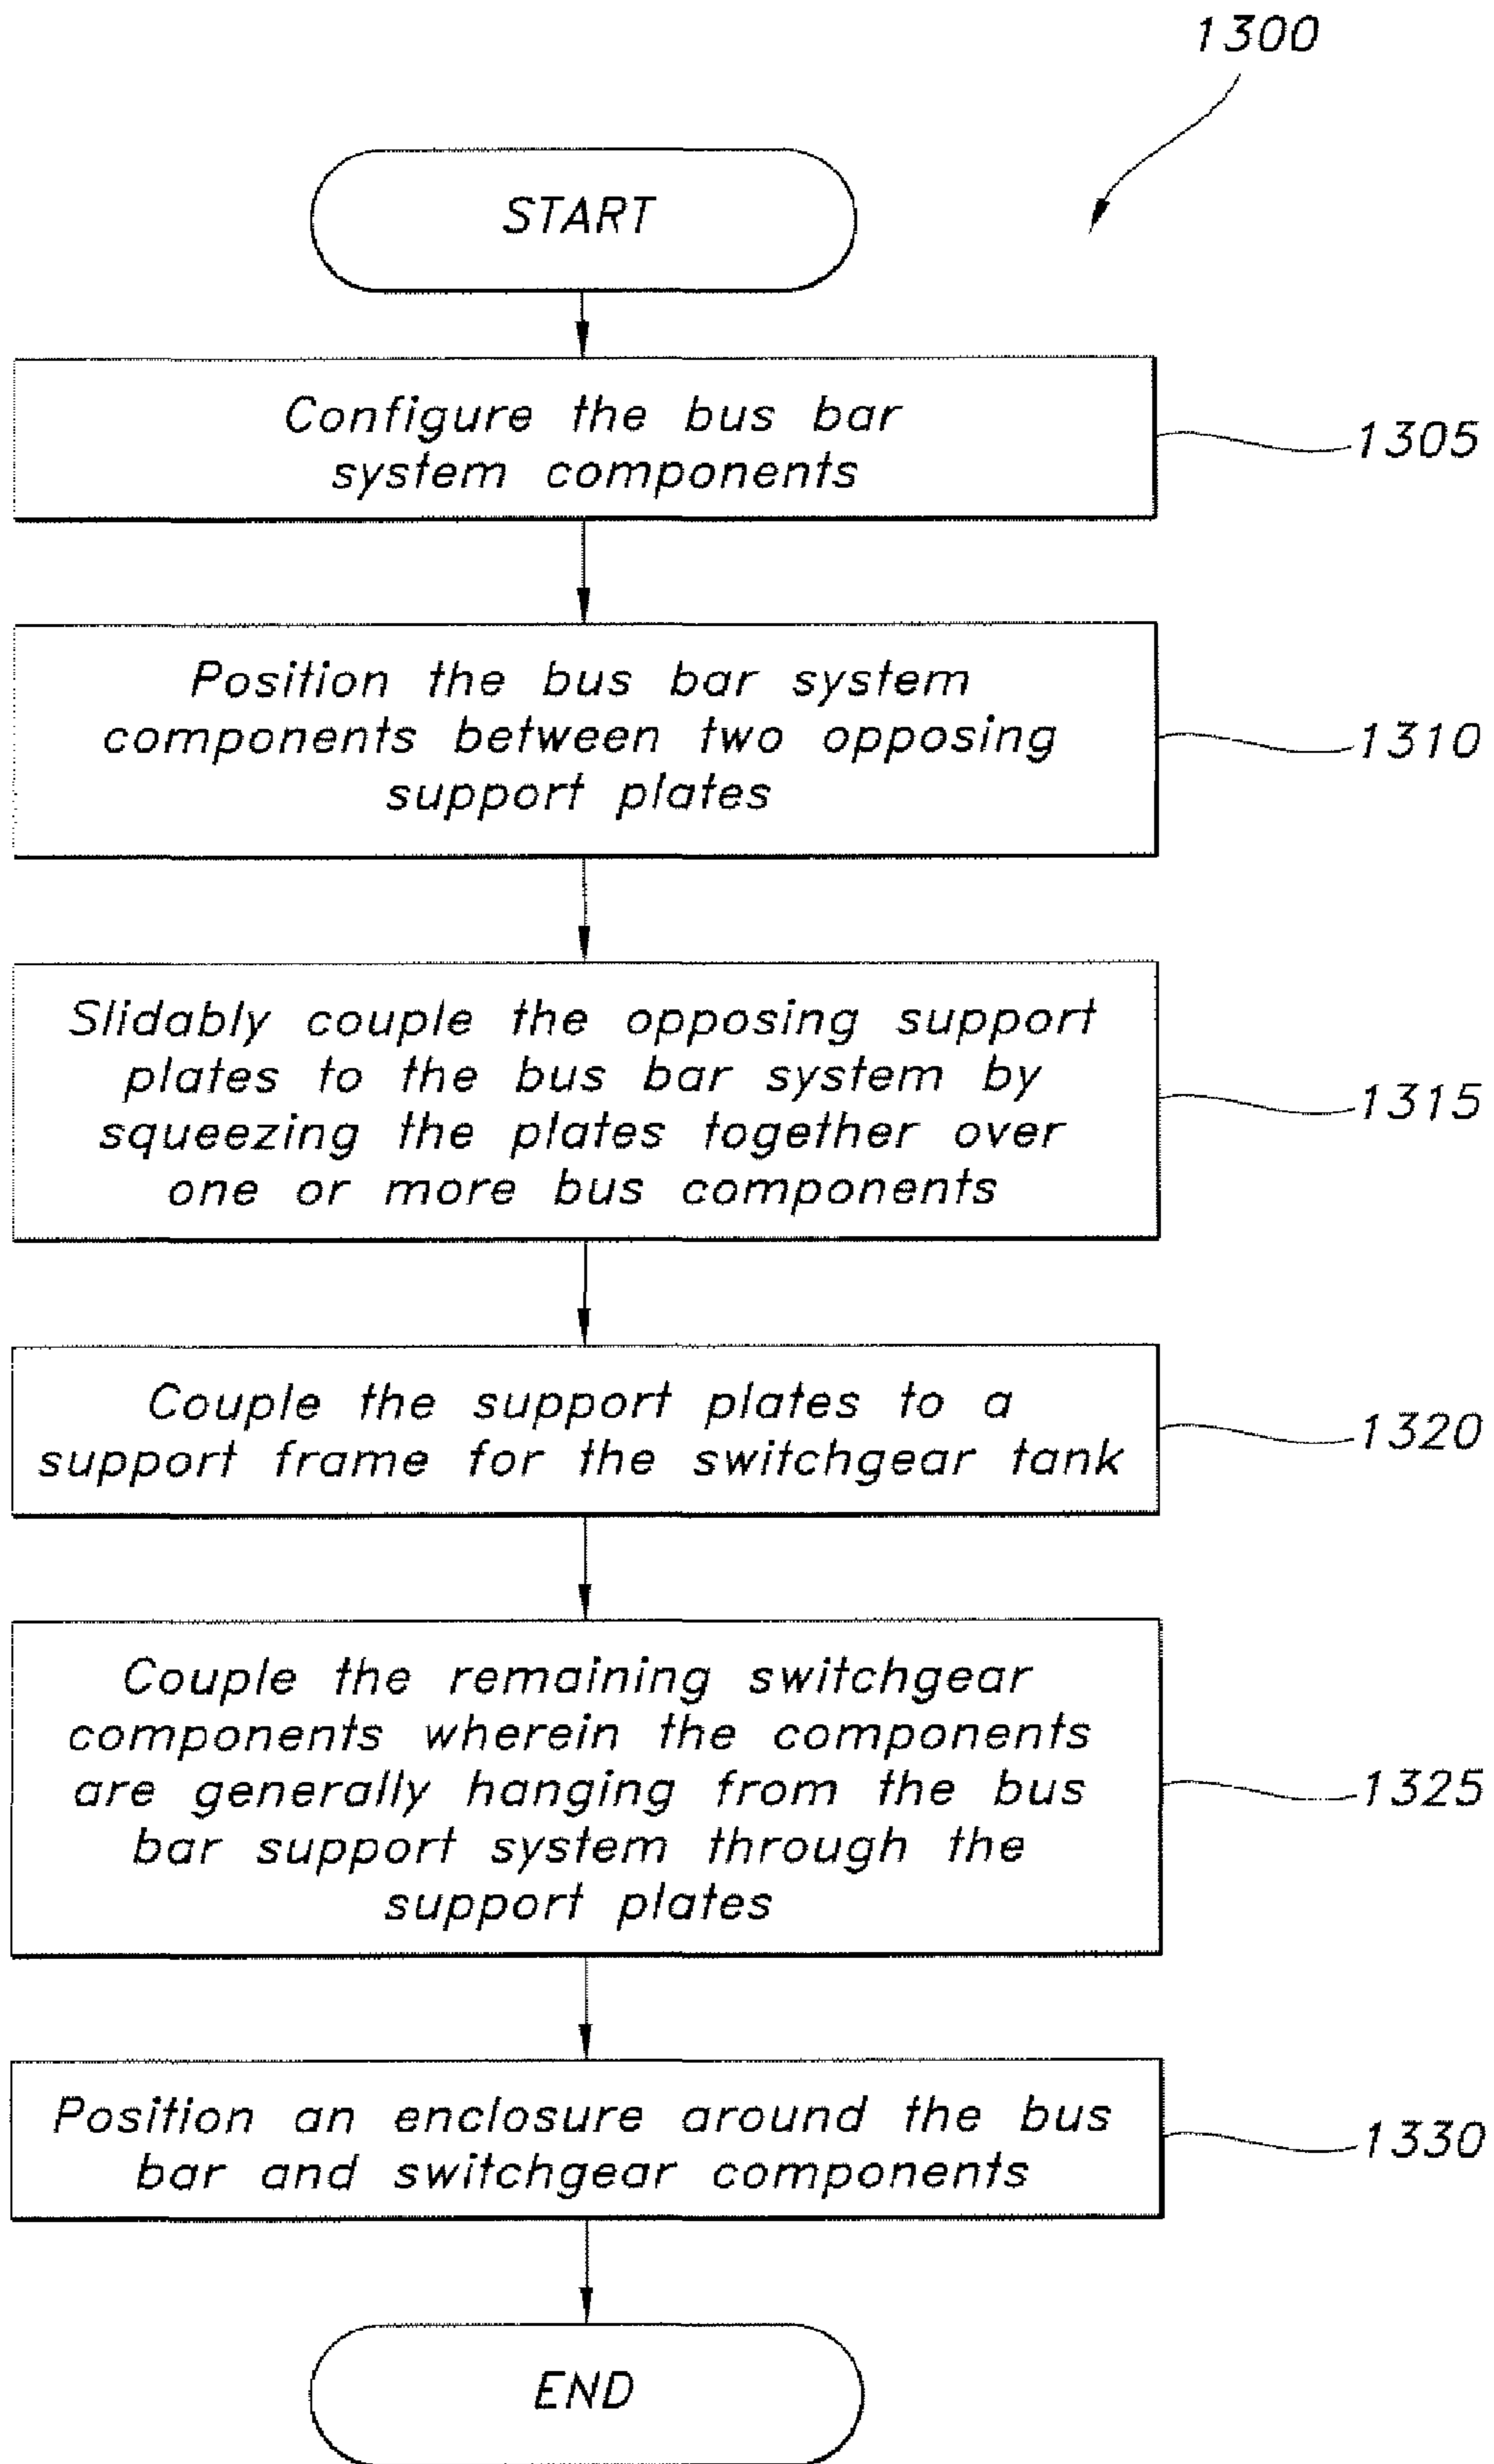 1300
START
Configure the bus bar
system components
1305
Position the bus bar system
components between two opposing
support plates
1310
Slidably couple the opposing support
plates to the bus bar system by
squeezing the plates together over
one or more bus components
1315
Couple the support plates to a
support frame for the switchgear tank
1320
Couple the remaining switchgear
components wherein the components
are generally hanging from the bus
bar support system through the
support plates
1325
Position an enclosure around the bus
bar and switchgear components
1330
END